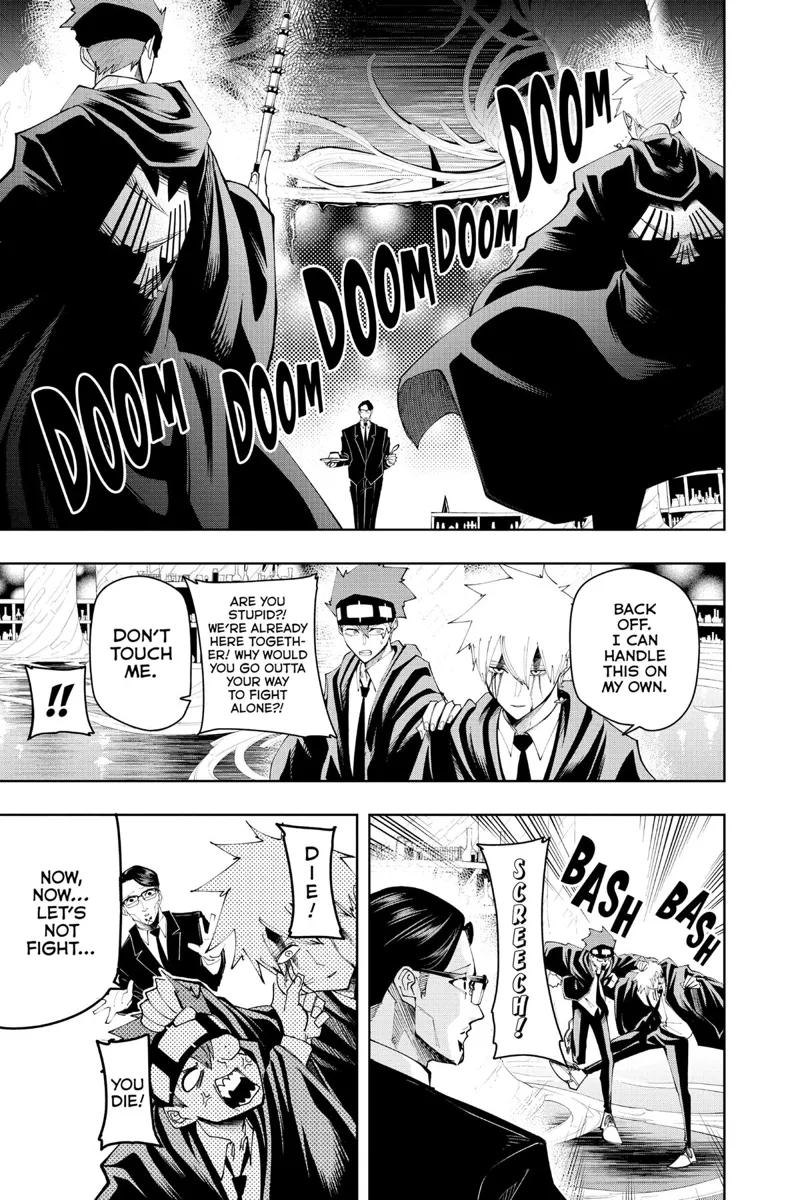 DOOM
DOOM
DOOM
DOOM
DOOM
BACK
OFF.
I CAN
HANDLE
THIS ON
MY OWN.
ARE YOU
STUPID?!
WE'RE ALREADY
HERE TOGETH-
ER! WHY WOULD
YOU GO OUTTA
YOUR WAY
TO FIGHT
ALONE?!
DON'T
TOUCH
ME.
!!
BASH
BASH
SCREECH!
DIE!
NOW,
NOW...
LET'S
NOT
FIGHT...
YOU
DIE!